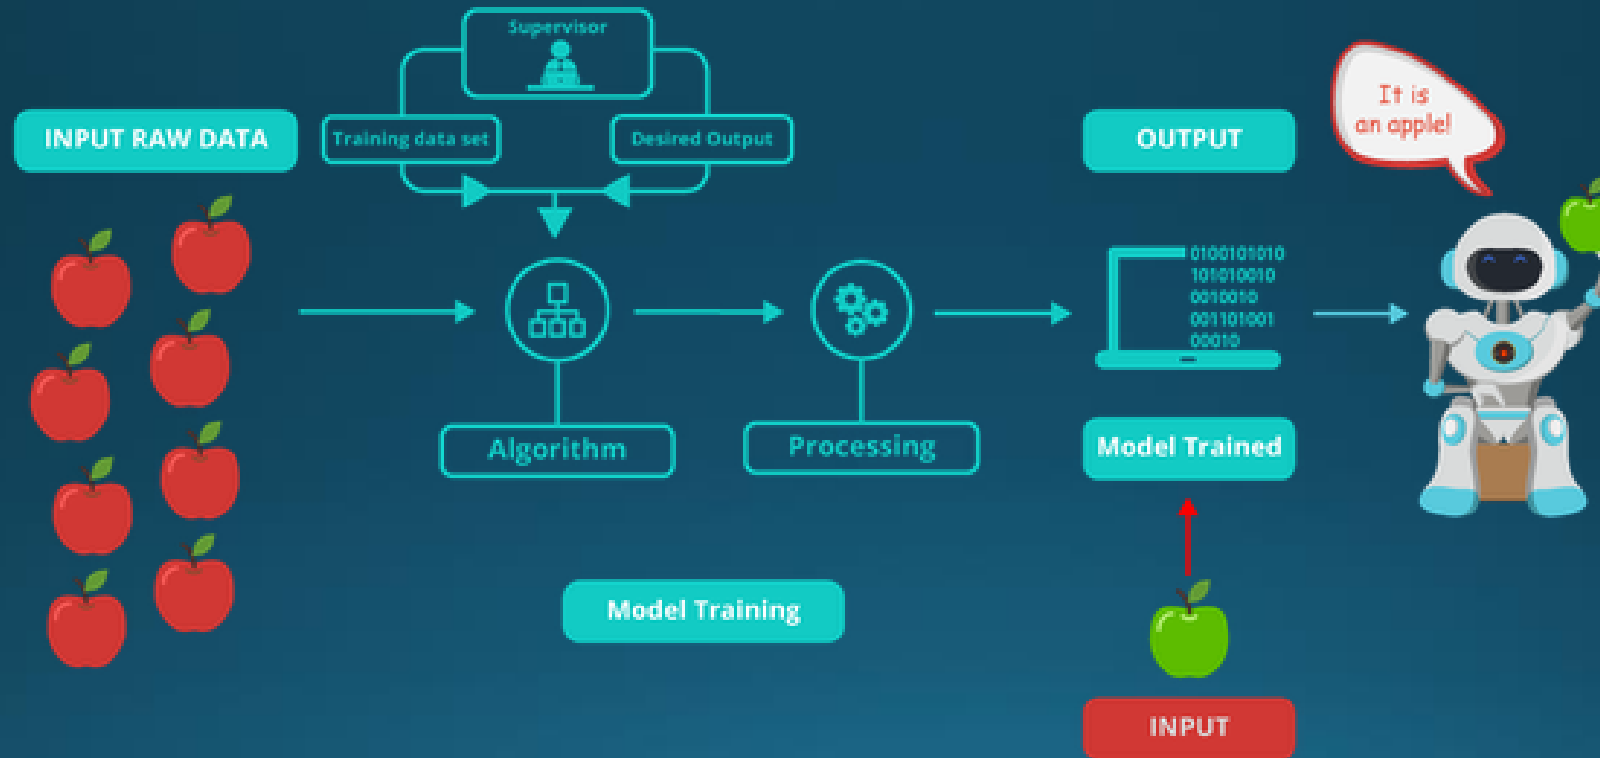 Supervisor
INPUT RAW DATA
Training data set
Desired Output
OUTPUT
It is
an apple!
0100101010
101010010
0010010
001101001
00010
Algorithm
Processing
Model Trained
Model Training
INPUT